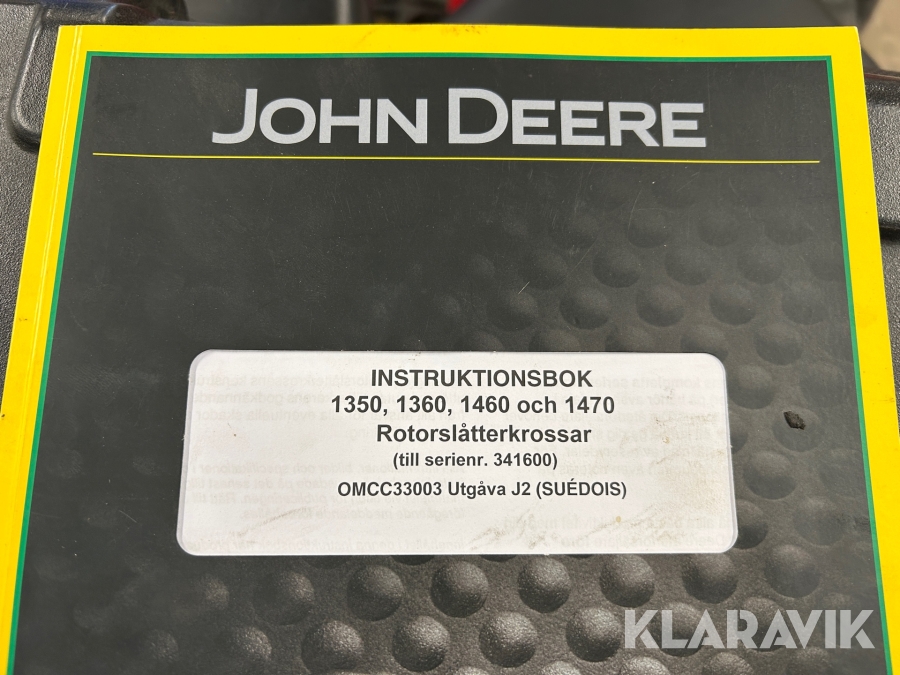 JOHN DEERE
INSTRUKTIONSBOK
1350, 1360, 1460 och 1470
Rotorslåtterkrossar
(till serienr. 341600)
OMCC33003 Utgåva J2 (SUÉDOIS)
KLARAVIK